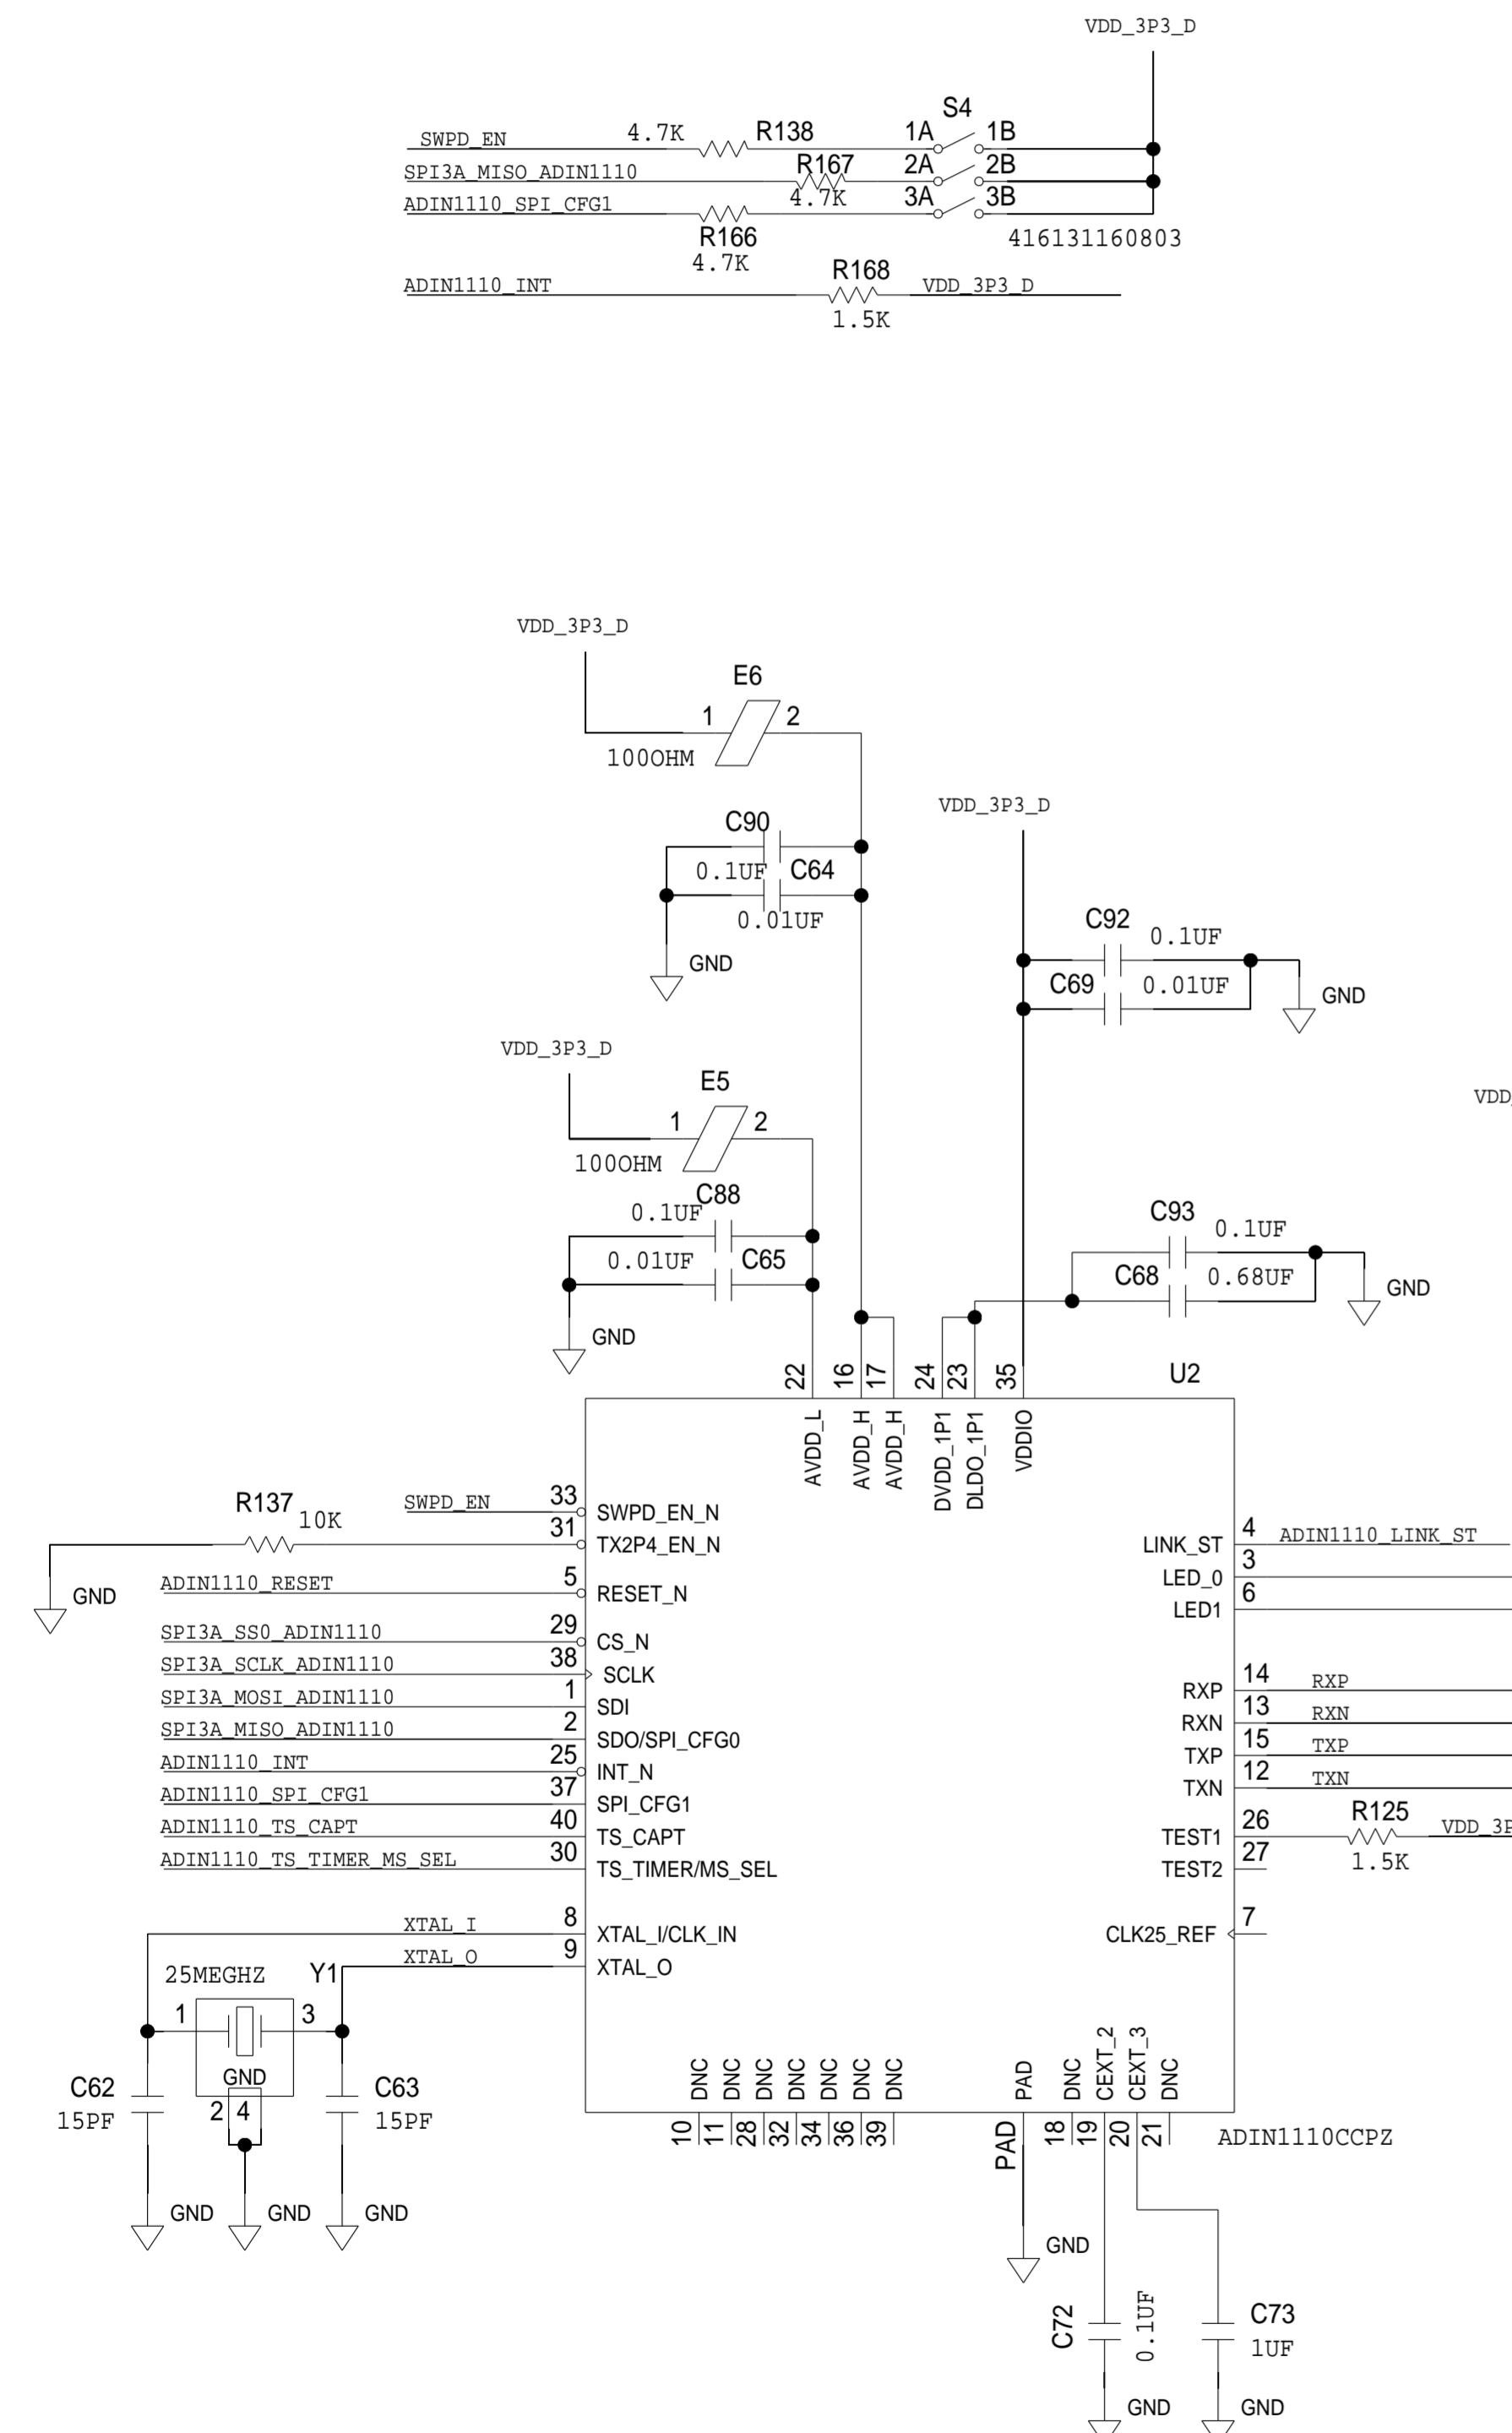 VDD_3P3_D
S4
SWPD_EN 4.7K R138 1A 1B
SPI3A_MISO_ADIN1110 R167 2A 2B
4.7K
ADIN1110_SPI_CFG1 3A 3B
R166 416131160803
4.7K
ADIN1110_INT R168 VDD_3P3_D
1.5K
VDD_3P3_D
E6
1 2
100OHM
VDD_3P3_D
C90
0.1UF C64
0.01UF
C92 0.1UF
GND
C69 0.01UF
GND
VDD_3P3_D
E5
VDD_
1 2
100OHM
C88
0.1UF
C93 0.1UF
0.01UF C65
C68 0.68UF
GND
GND
22 16 17 24 23 35 U2
AVDD_L AVDD_H AVDD_H DVDD_1P1 DLDO_1P1 VDDIO
R137 10K
SWPD_EN 33 SWPD_EN_N
31 TX2P4_EN_N
GND
ADIN1110_RESET 5 RESET_N
SPI3A_SS0_ADIN1110 29 CS_N
SPI3A_SCLK_ADIN1110 38 SCLK
SPI3A_MOSI_ADIN1110 1 SDI
SPI3A_MISO_ADIN1110 2 SDO/SPI_CFG0
ADIN1110_INT 25 INT_N
ADIN1110_SPI_CFG1 37 SPI_CFG1
ADIN1110_TS_CAPT 40 TS_CAPT
ADIN1110_TS_TIMER_MS_SEL 30 TS_TIMER/MS_SEL
XTAL_I 8 XTAL_I/CLK_IN
XTAL_O 9 XTAL_O
LINK_ST 4 ADIN1110_LINK_ST
LED_0 3
LED1 6
RXP 14 RXP
RXN 13 RXN
TXP 15 TXP
TXN 12 TXN
TEST1 26 R125 VDD_3P
1.5K
TEST2 27
CLK25_REF 7
25MEGHZ Y1
1 3
GND
2 4
C62
15PF
C63
15PF
GND GND GND
DNC DNC DNC DNC DNC DNC DNC PAD DNC CEXT_2 CEXT_3 DNC
10 11 28 32 34 36 39 PAD 18 19 20 21
ADIN1110CCPZ
GND
C72 0.1UF
C73
1UF
GND GND